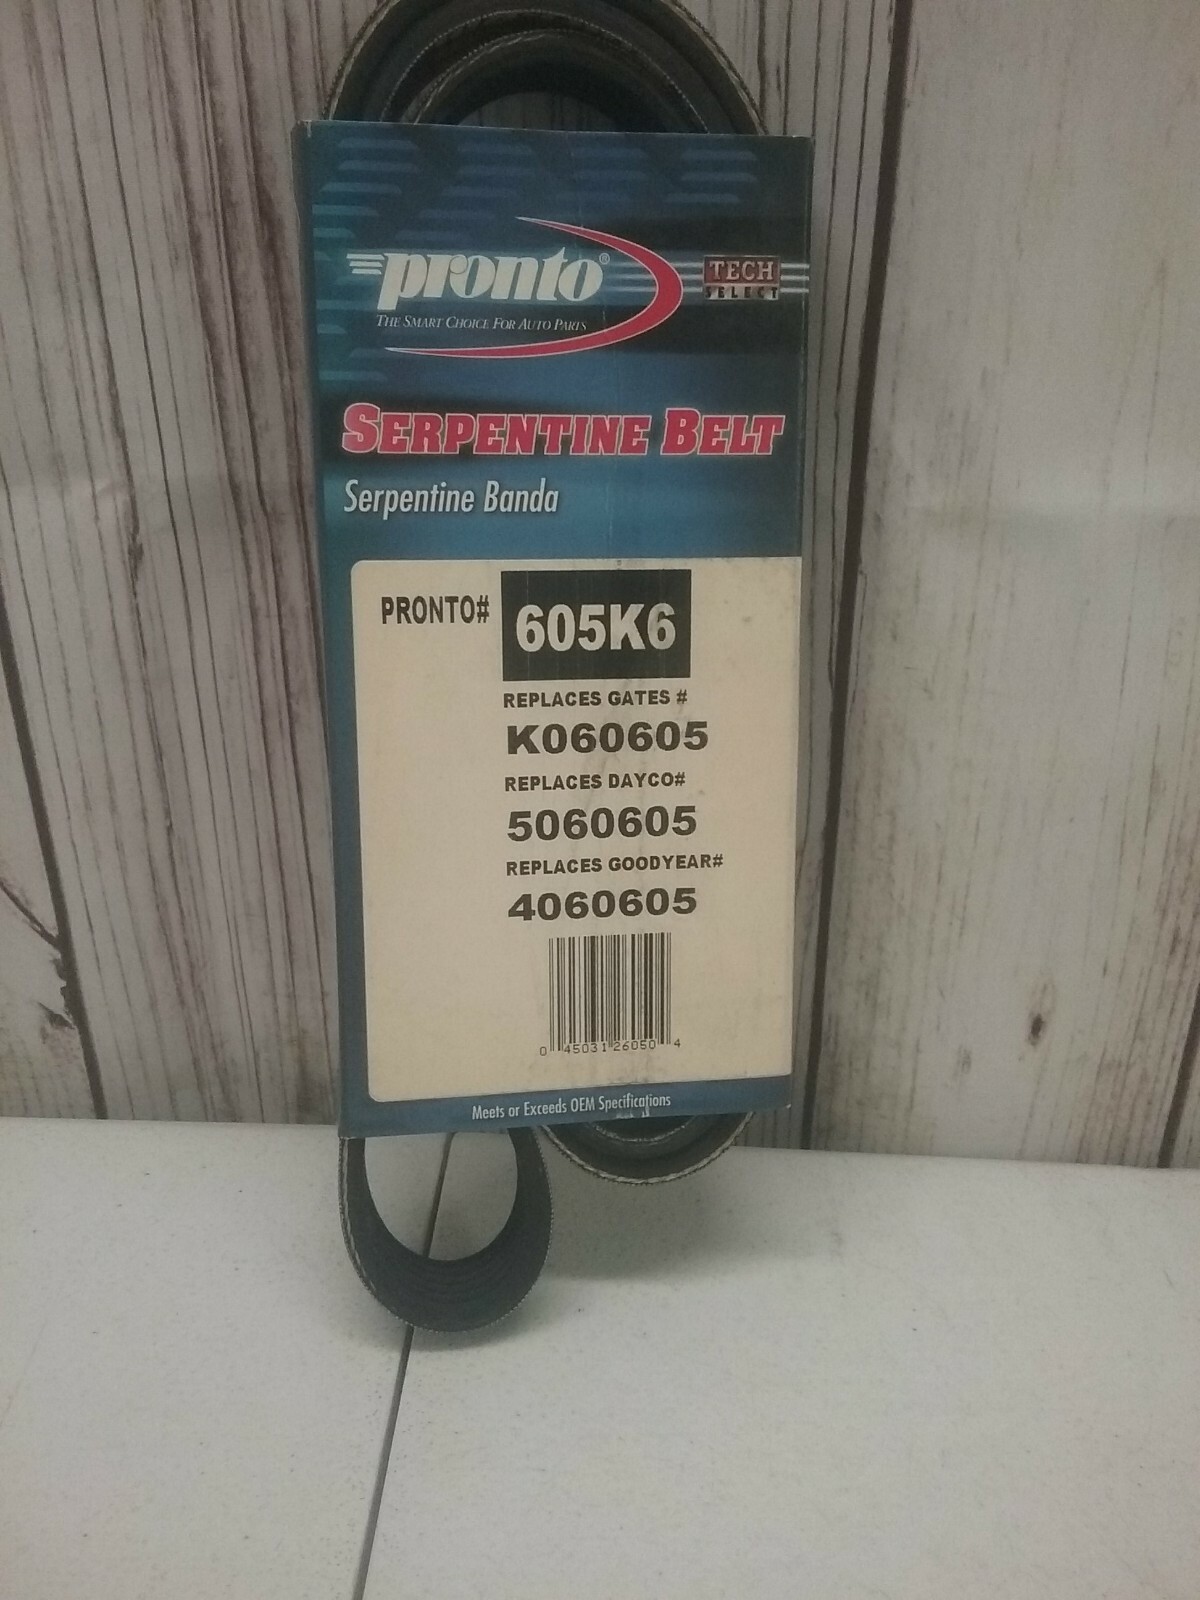 pronto®
THE SMART CHOICE FOR AUTO PARTS
TECH
SELECT
SERPENTINE BELT
Serpentine Banda
PRONTO# 605K6
REPLACES GATES #
K060605
REPLACES DAYCO#
5060605
REPLACES GOODYEAR#
4060605
0 45031 26050 4
Meets or Exceeds OEM Specifications